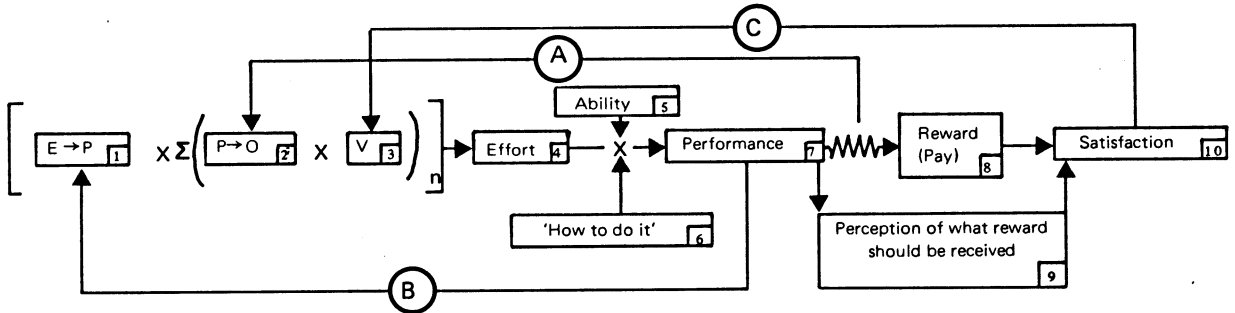 C
A
[ E → P 1 x Σ ( P → O 2 x V 3 ) ] n
Ability 5
Effort 4
x
Performance 7
Reward
(Pay) 8
Satisfaction 10
'How to do it' 6
Perception of what reward
should be received
9
B